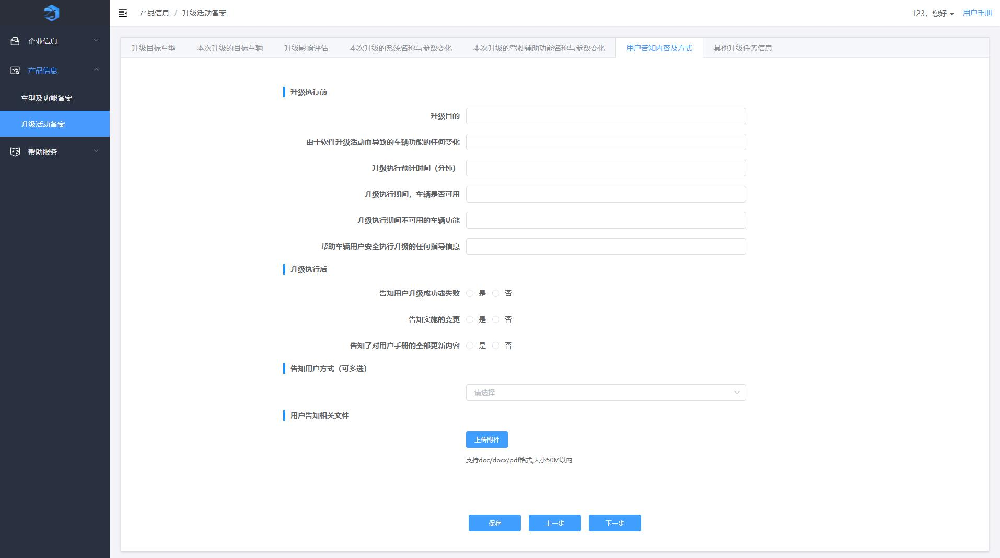 产品信息 / 升级活动备案
123，您好 用户手册
企业信息
产品信息
车型及功能备案
升级活动备案
帮助服务
升级目标车型 本次升级的目标车辆 升级影响评估 本次升级的系统名称与参数变化 本次升级的驾驶辅助功能名称与参数变化 用户告知内容及方式 其他升级任务信息
升级执行前
升级目的
由于软件升级活动而导致的车辆功能的任何变化
升级执行预计时间（分钟）
升级执行期间，车辆是否可用
升级执行期间不可用的车辆功能
帮助车辆用户安全执行升级的任何指导信息
升级执行后
告知用户升级成功或失败 是 否
告知实施的变更 是 否
告知了对用户手册的全部更新内容 是 否
告知用户方式（可多选）
请选择
用户告知相关文件
上传附件
支持doc/docx/pdf格式,大小50M以内
保存 上一步 下一步